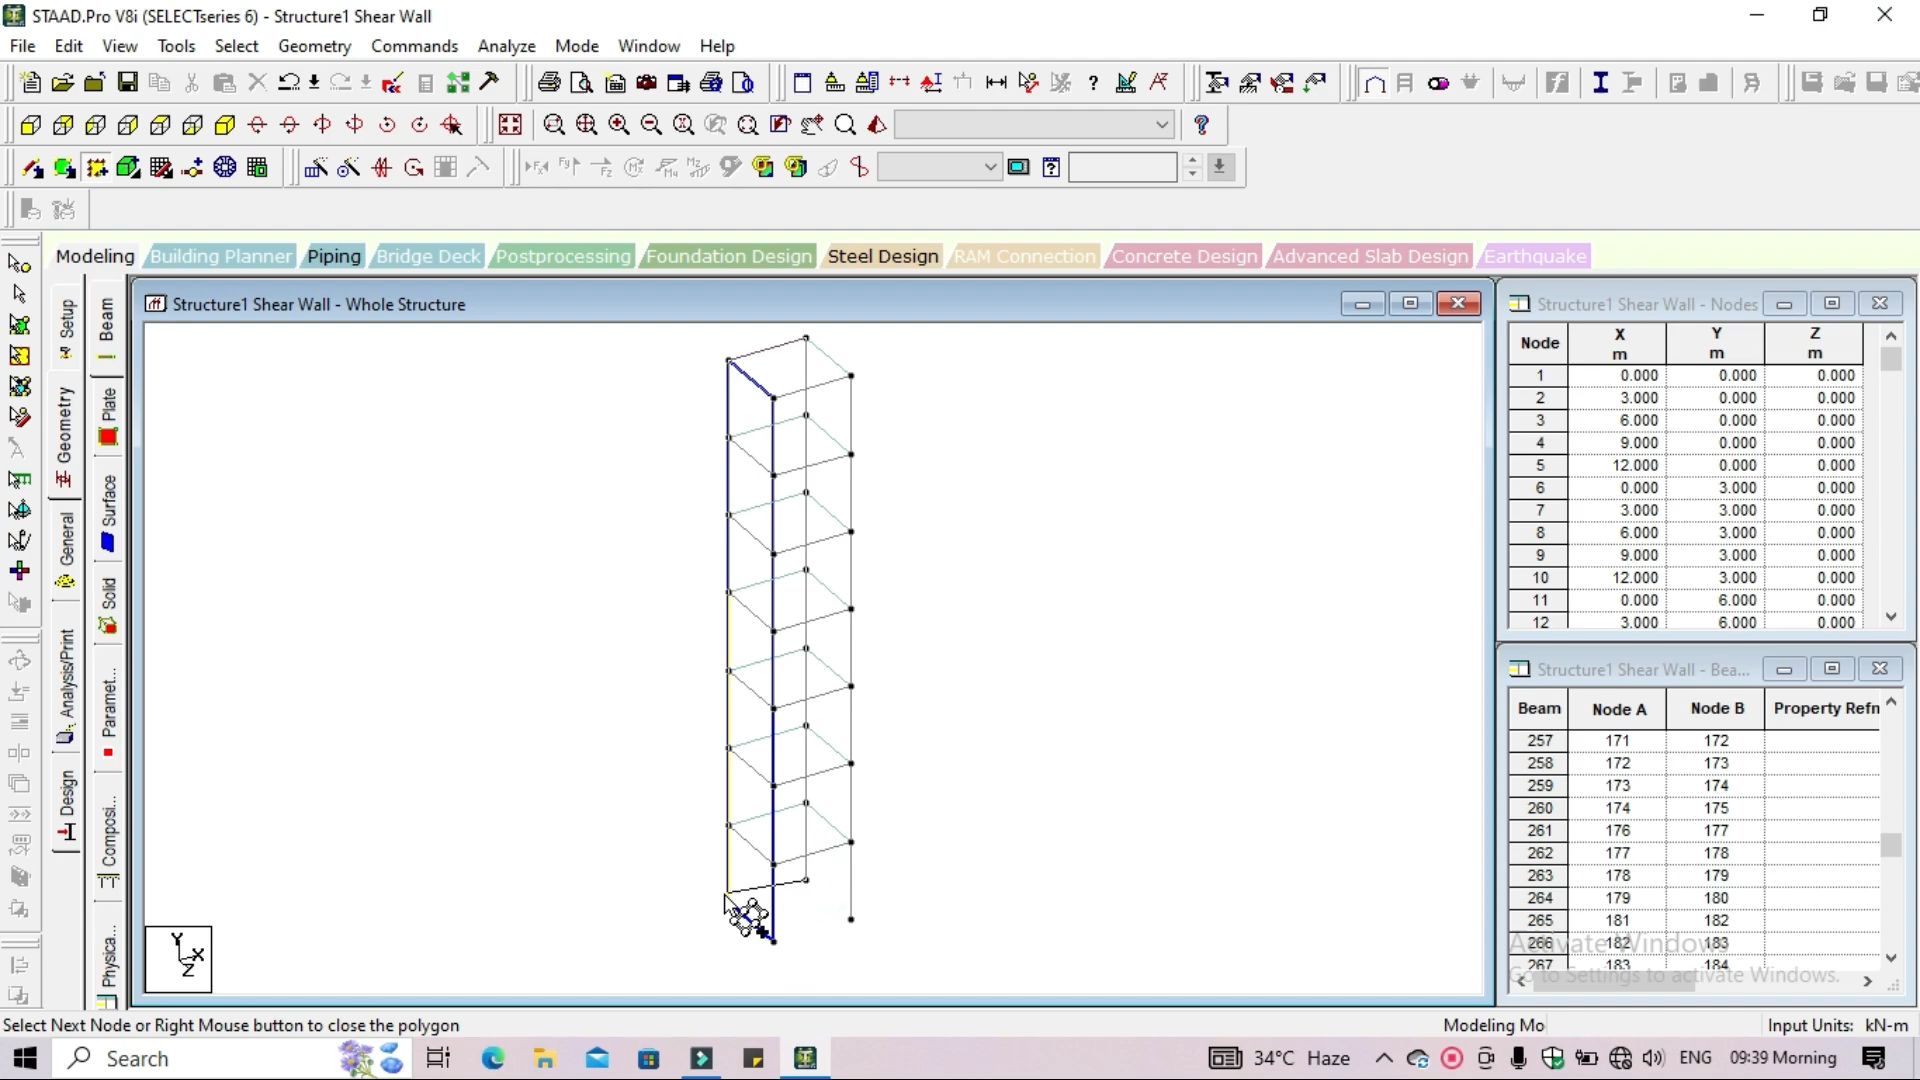 STAAD.Pro V8i (SELECTseries 6) - Structure1 Shear Wall
File Edit View Tools Select Geometry Commands Analyze Mode Window Help
Modeling Building Planner Piping Bridge Deck Postprocessing Foundation Design Steel Design RAM Connection Concrete Design Advanced Slab Design Earthquake
Setup
Geometry
General
Analysis/Print
Design
Beam
Plate
Surface
Solid
Paramet...
Composi...
Physica...
Structure1 Shear Wall - Whole Structure
Y
X
Z
Structure1 Shear Wall - Nodes
Node X m Y m Z m
1 0.000 0.000 0.000
2 3.000 0.000 0.000
3 6.000 0.000 0.000
4 9.000 0.000 0.000
5 12.000 0.000 0.000
6 0.000 3.000 0.000
7 3.000 3.000 0.000
8 6.000 3.000 0.000
9 9.000 3.000 0.000
10 12.000 3.000 0.000
11 0.000 6.000 0.000
12 3.000 6.000 0.000
Structure1 Shear Wall - Bea...
Beam Node A Node B Property Refn
257 171 172
258 172 173
259 173 174
260 174 175
261 176 177
262 177 178
263 178 179
264 179 180
265 181 182
266 182 183
267 183 184
Activate Windows
Go to Settings to activate Windows.
Select Next Node or Right Mouse button to close the polygon
Modeling Mo
Input Units: kN-m
Search
34°C Haze
ENG
09:39 Morning